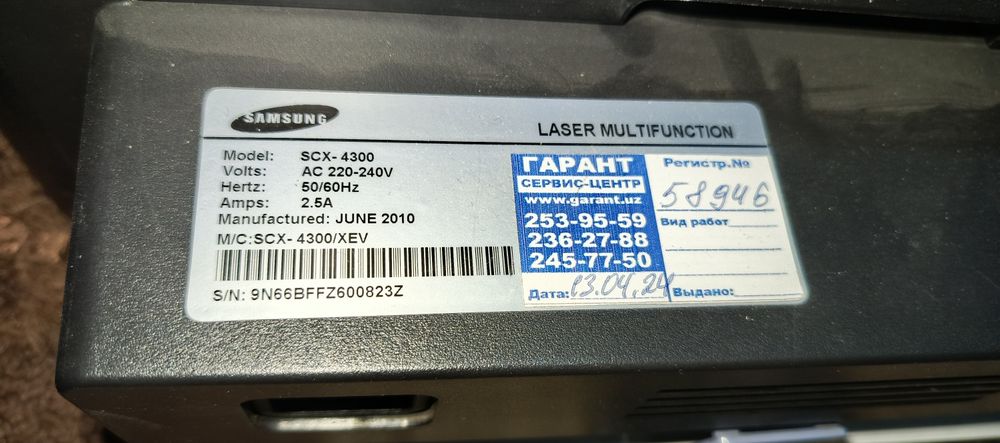 SAMSUNG
LASER MULTIFUNCTION
Model: SCX- 4300
Volts: AC 220-240V
Hertz: 50/60Hz
Amps: 2.5A
Manufactured: JUNE 2010
M/C:SCX- 4300/XEV
S/N: 9N66BFFZ600823Z
ГАРАНТ
СЕРВИС-ЦЕНТР
www.garant.uz
253-95-59
236-27-88
245-77-50
Дата: 13.04.24
Регистр.№
58946
Вид работ
Выдано: